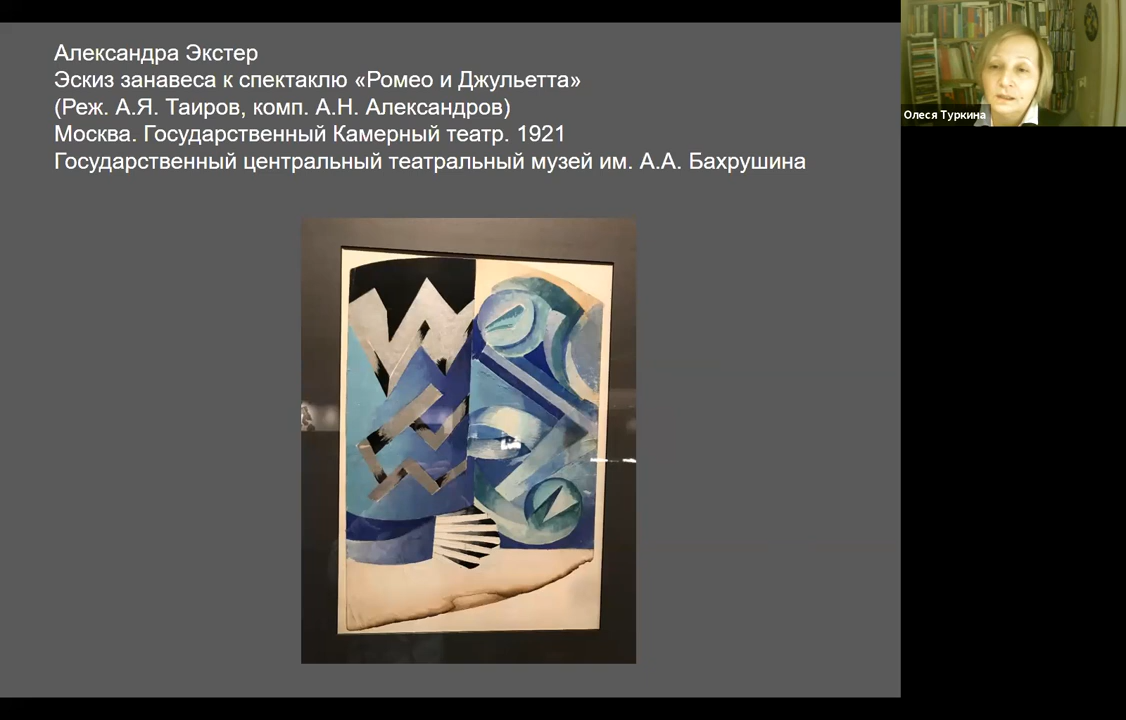 Александра Экстер
Эскиз занавеса к спектаклю «Ромео и Джульетта»
(Реж. А.Я. Таиров, комп. А.Н. Александров)
Москва. Государственный Камерный театр. 1921
Государственный центральный театральный музей им. А.А. Бахрушина
Олеся Туркина